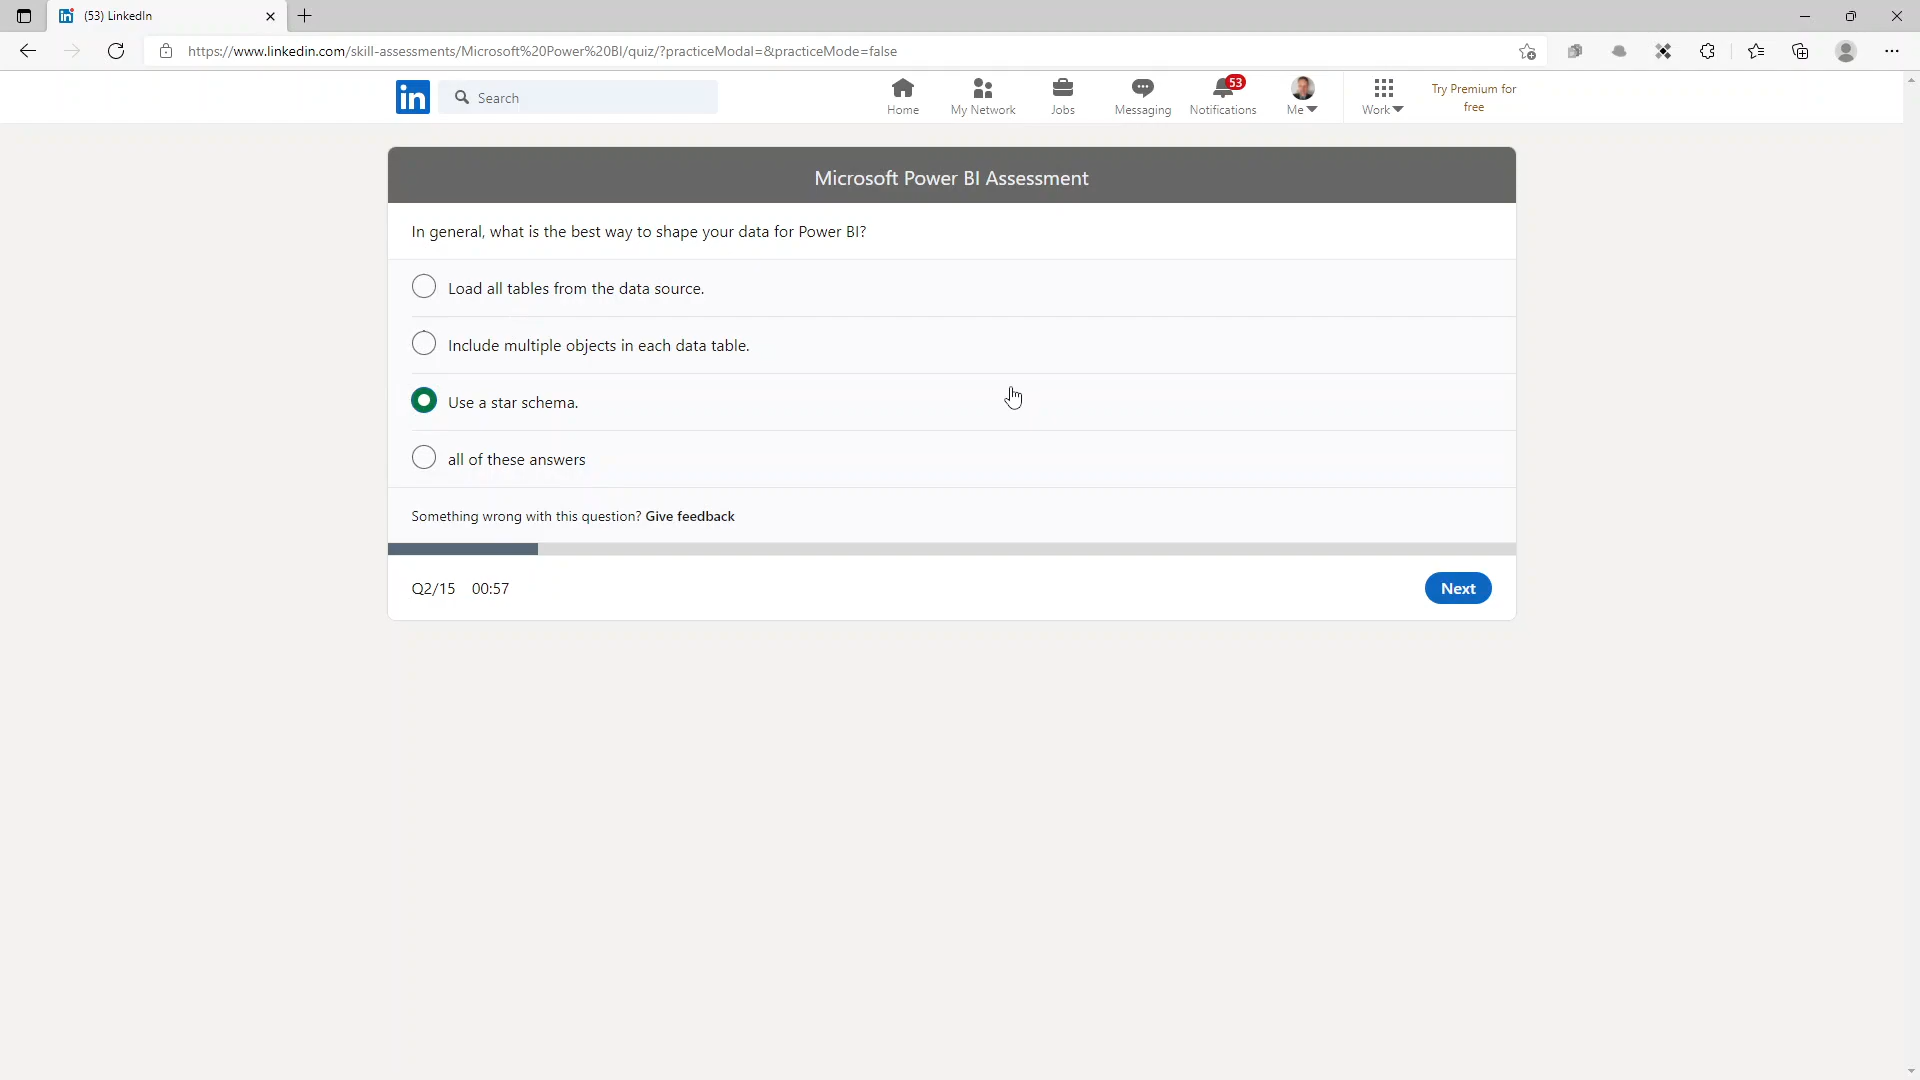 (53) LinkedIn
https://www.linkedin.com/skill-assessments/Microsoft%20Power%20BI/quiz/?practiceModal=&practiceMode=false
in
Search
Home
My Network
Jobs
Messaging
53
Notifications
Me
Work
Try Premium for
free
Microsoft Power BI Assessment
In general, what is the best way to shape your data for Power BI?
Load all tables from the data source.
Include multiple objects in each data table.
Use a star schema.
all of these answers
Something wrong with this question? Give feedback
Q2/15 00:57
Next